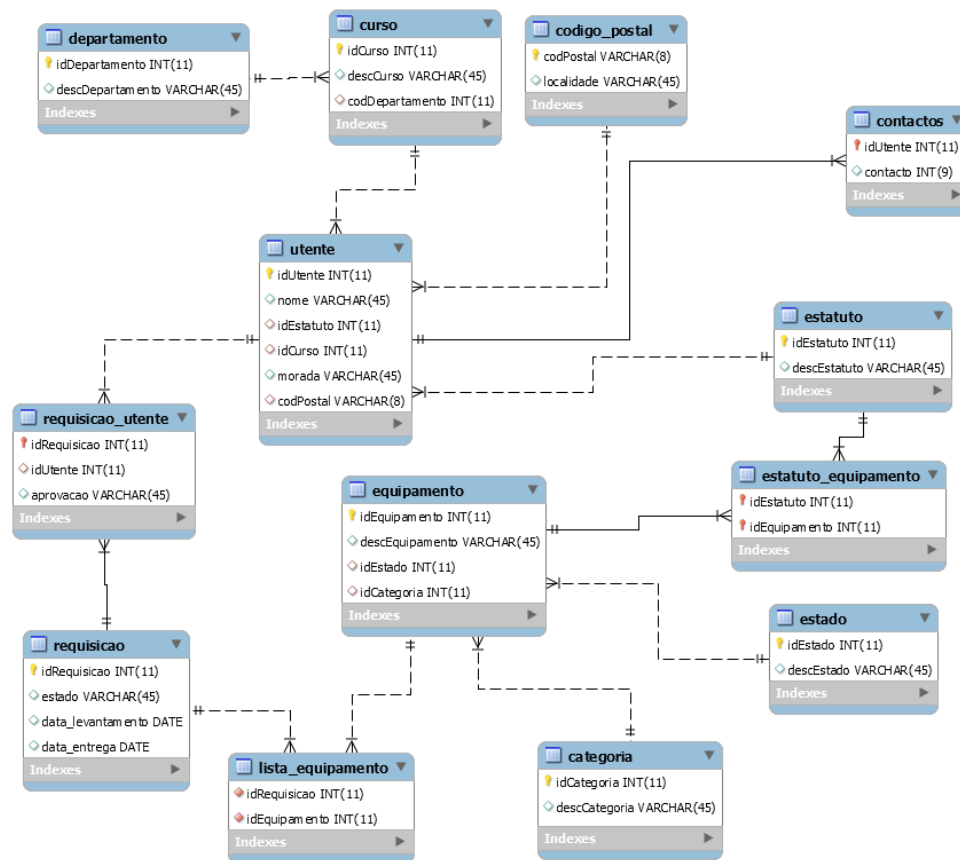 departamento
idDepartamento INT(11)
descDepartamento VARCHAR(45)
Indexes
curso
idCurso INT(11)
descCurso VARCHAR(45)
codDepartamento INT(11)
Indexes
codigo_postal
codPostal VARCHAR(8)
localidade VARCHAR(45)
Indexes
contactos
idUtente INT(11)
contacto INT(9)
Indexes
utente
idUtente INT(11)
nome VARCHAR(45)
idEstatuto INT(11)
idCurso INT(11)
morada VARCHAR(45)
codPostal VARCHAR(8)
Indexes
estatuto
idEstatuto INT(11)
descEstatuto VARCHAR(45)
Indexes
requisicao_utente
idRequisicao INT(11)
idUtente INT(11)
aprovacao VARCHAR(45)
Indexes
equipamento
idEquipamento INT(11)
descEquipamento VARCHAR(45)
idEstado INT(11)
idCategoria INT(11)
Indexes
estatuto_equipamento
idEstatuto INT(11)
idEquipamento INT(11)
Indexes
estado
idEstado INT(11)
descEstado VARCHAR(45)
Indexes
requisicao
idRequisicao INT(11)
estado VARCHAR(45)
data_levantamento DATE
data_entrega DATE
Indexes
lista_equipamento
idRequisicao INT(11)
idEquipamento INT(11)
Indexes
categoria
idCategoria INT(11)
descCategoria VARCHAR(45)
Indexes